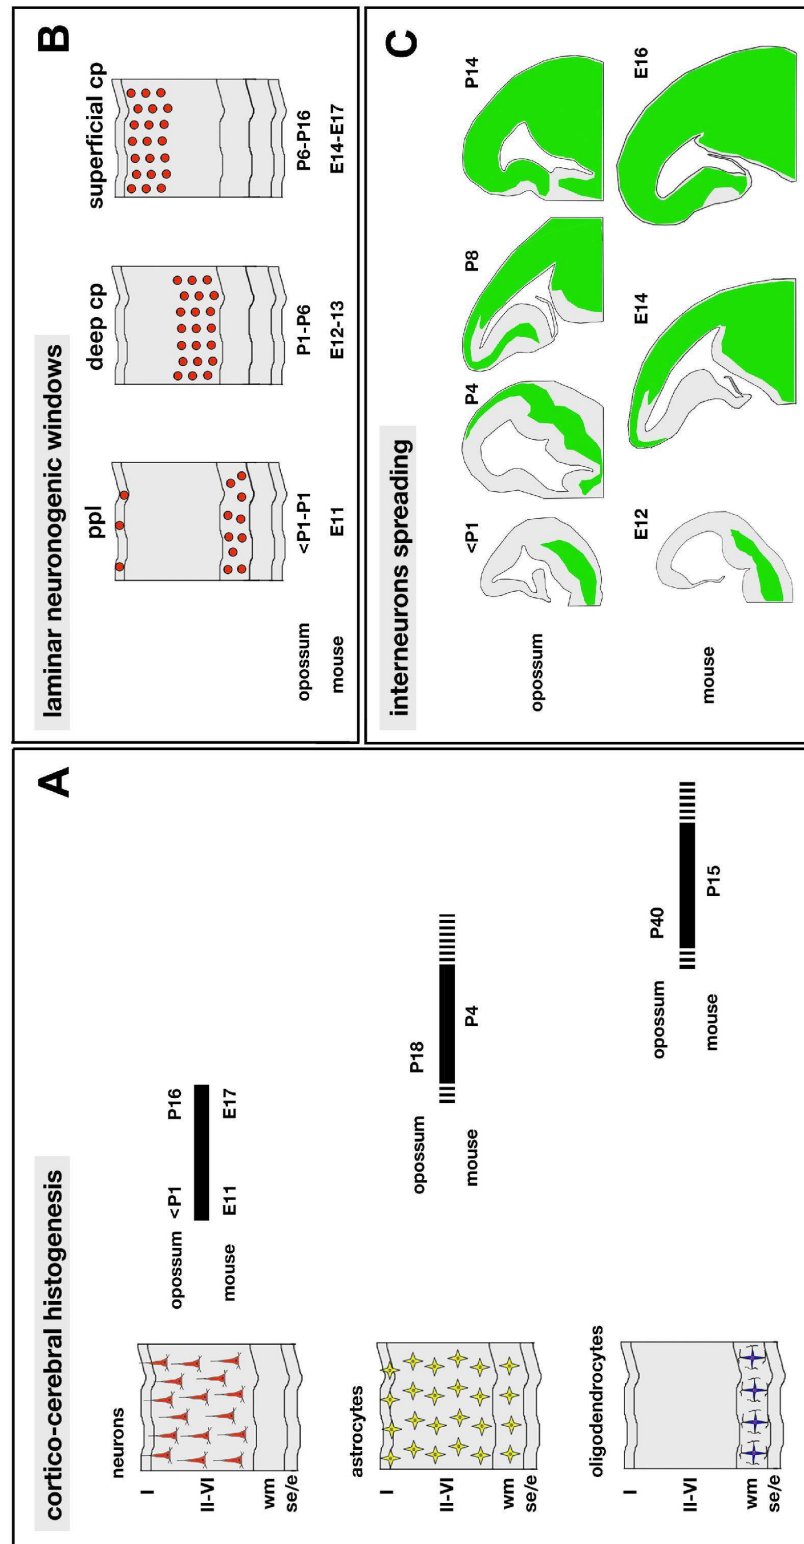 A
cortico-cerebral histogenesis
neurons
I
II-VI
wm
se/e
opossum <P1 P16
mouse E11 E17
astrocytes
I
II-VI
wm
se/e
opossum P18
mouse P4
oligodendrocytes
I
II-VI
wm
se/e
opossum P40
mouse P15
B
laminar neuronogenic windows
ppl deep cp superficial cp
opossum <P1-P1 P1-P6 P6-P16
mouse E11 E12-13 E14-E17
C
interneurons spreading
<P1 P4 P8 P14
opossum
E12 E14 E16
mouse